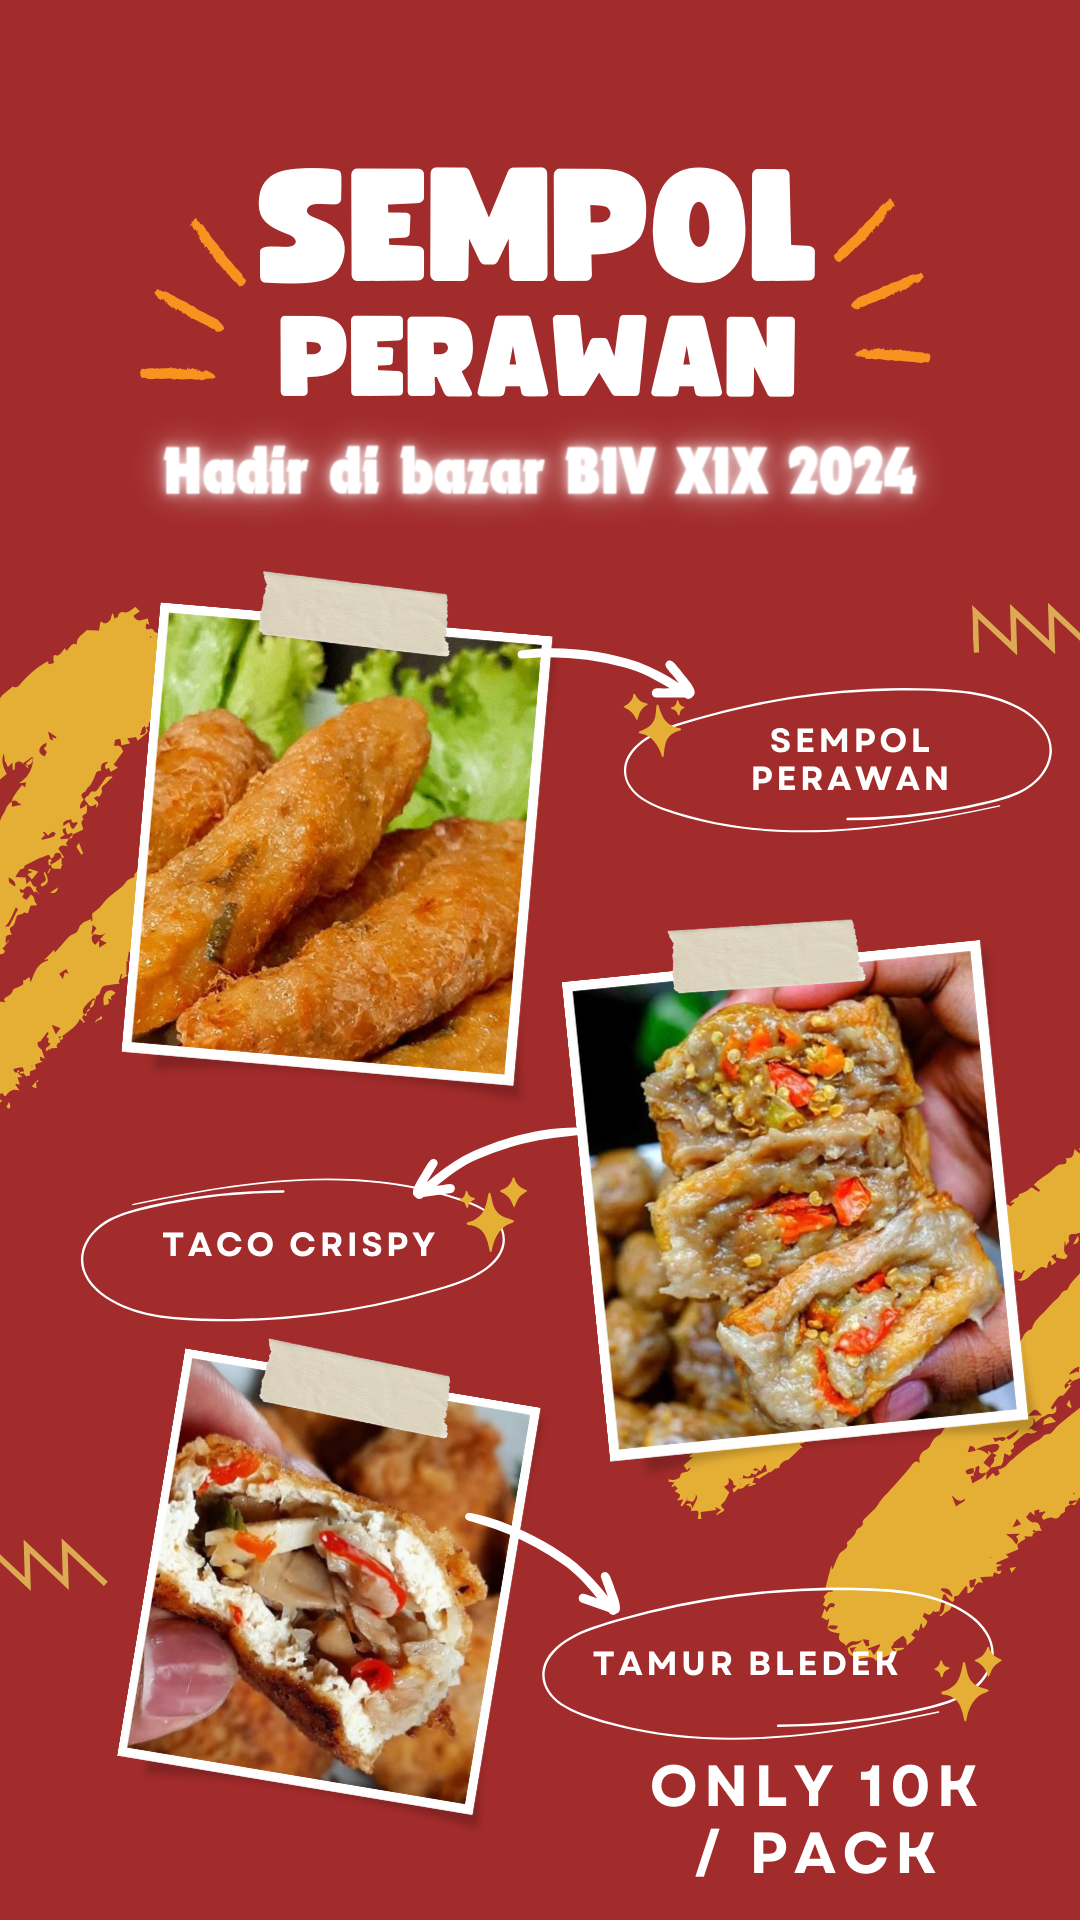 SEMPOL
PERAWAN
Hadir di bazar BIV XIX 2024
SEMPOL
PERAWAN
TACO CRISPY
TAMUR BLEDEK
ONLY 10K
/ PACK